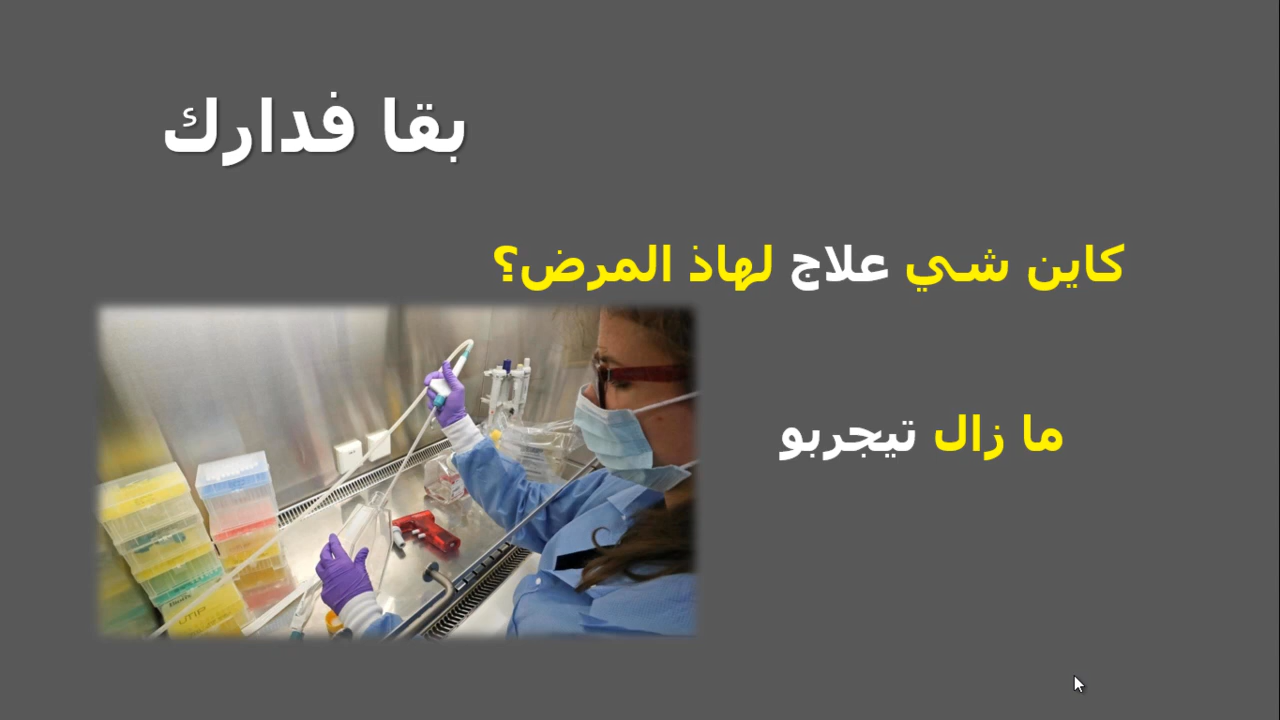 بقا فدارك
كاين شي علاج لهاذ المرض؟
ما زال تيجربو